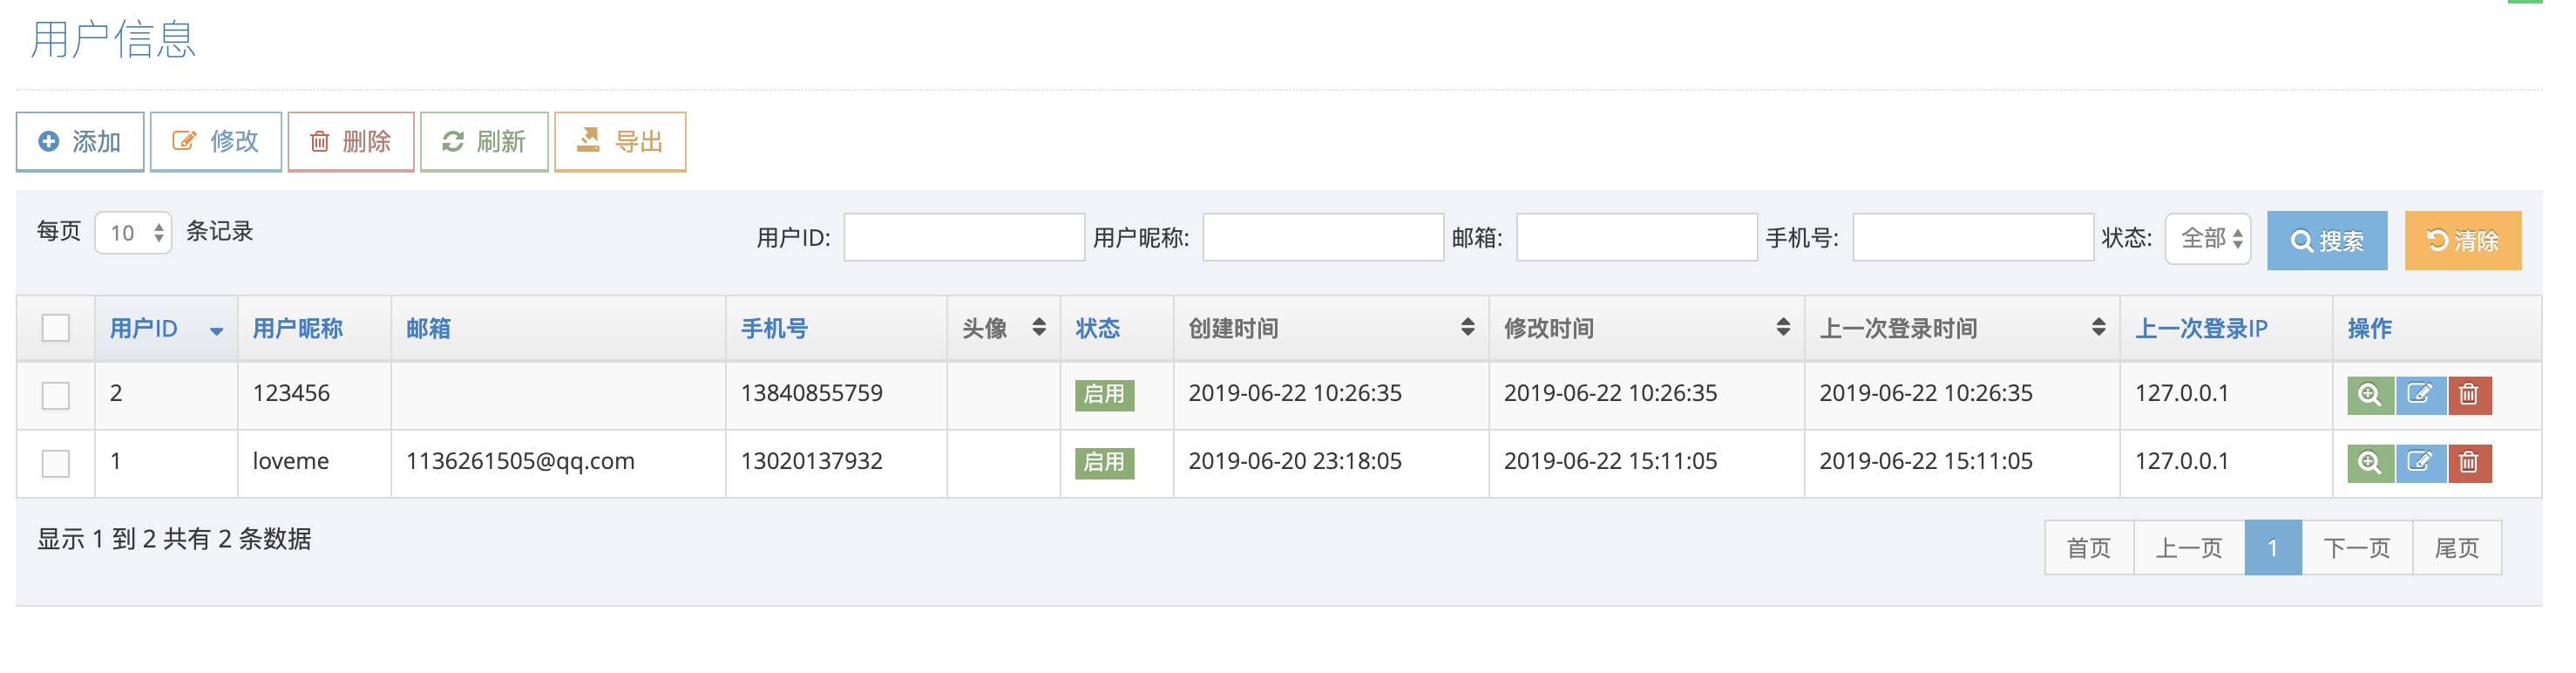 用户信息
添加 修改 删除 刷新 导出
每页 10 条记录 用户ID: 用户昵称: 邮箱: 手机号: 状态: 全部 搜索 清除
用户ID 用户昵称 邮箱 手机号 头像 状态 创建时间 修改时间 上一次登录时间 上一次登录IP 操作
2 123456 13840855759 启用 2019-06-22 10:26:35 2019-06-22 10:26:35 2019-06-22 10:26:35 127.0.0.1
1 loveme 1136261505@qq.com 13020137932 启用 2019-06-20 23:18:05 2019-06-22 15:11:05 2019-06-22 15:11:05 127.0.0.1
显示 1 到 2 共有 2 条数据 首页 上一页 1 下一页 尾页